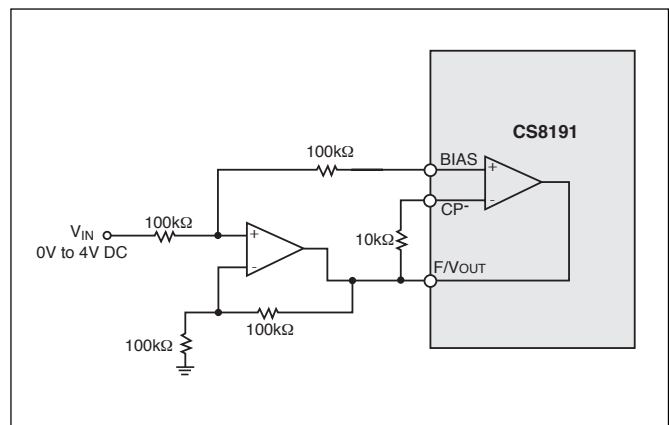 CS8191
100kΩ
BIAS
+
-
CP-
VIN
0V to 4V DC
100kΩ
+
-
10kΩ
F/VOUT
100kΩ
100kΩ